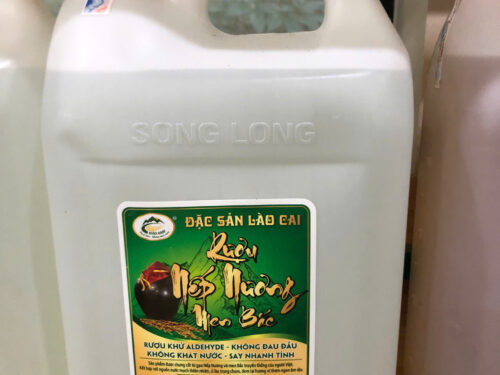 SONG LONG
ĐẶC SẢN LÀO CAI
Rượu
Nếp Nương
Men Bắc
RƯỢU KHỬ ALDEHYDE - KHÔNG ĐAU ĐẦU
KHÔNG KHÁT NƯỚC - SAY NHANH TỈNH